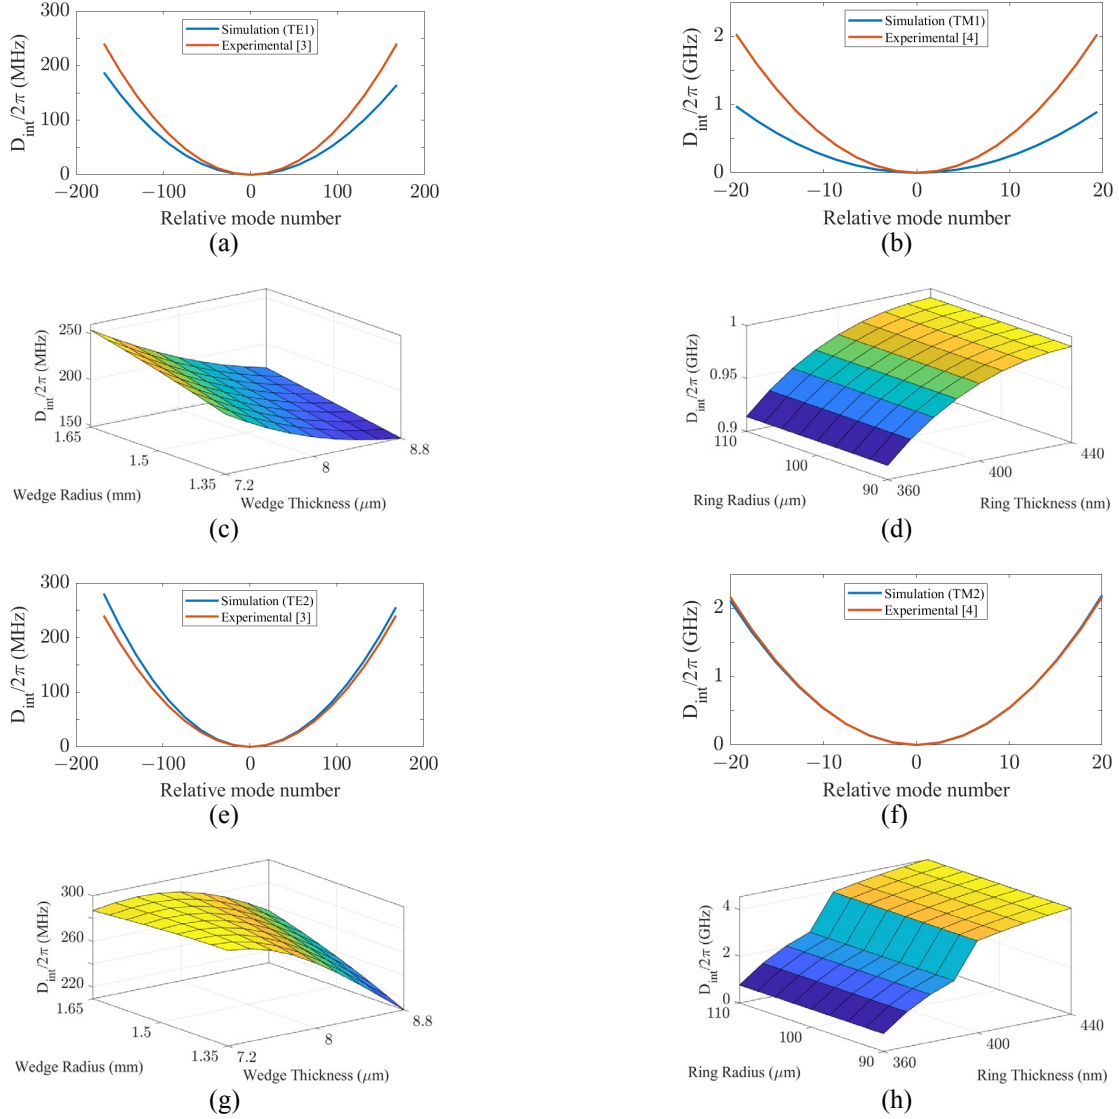 300
200
100
0
−200
−100
0
100
200
D_int/2π (MHz)
Relative mode number
Simulation (TE1)
Experimental [3]
(a)
2
1
0
−20
−10
0
10
20
D_int/2π (GHz)
Relative mode number
Simulation (TM1)
Experimental [4]
(b)
250
200
150
D_int/2π (MHz)
1.65
1.5
1.35
Wedge Radius (mm)
7.2
8
8.8
Wedge Thickness (μm)
(c)
1
0.95
0.9
D_int/2π (GHz)
110
100
90
Ring Radius (μm)
360
400
440
Ring Thickness (nm)
(d)
300
200
100
0
−200
−100
0
100
200
D_int/2π (MHz)
Relative mode number
Simulation (TE2)
Experimental [3]
(e)
2
1
0
−20
−10
0
10
20
D_int/2π (GHz)
Relative mode number
Simulation (TM2)
Experimental [4]
(f)
300
260
220
D_int/2π (MHz)
1.65
1.5
1.35
Wedge Radius (mm)
7.2
8
8.8
Wedge Thickness (μm)
(g)
4
2
0
D_int/2π (GHz)
110
100
90
Ring Radius (μm)
360
400
440
Ring Thickness (nm)
(h)